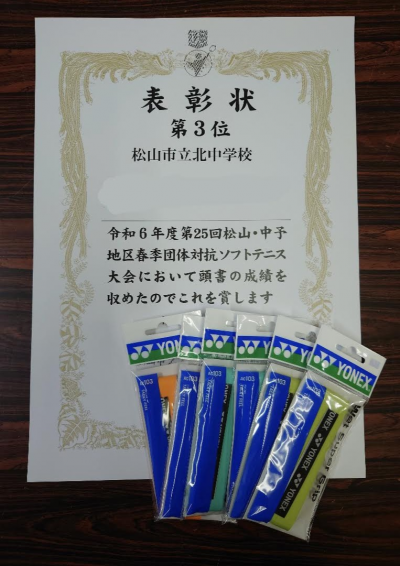 表彰状
第3位
松山市立北中学校
令和6年度第25回松山・中予
地区春季団体対抗ソフトテニス
大会において頭書の成績を
収めたのでこれを賞します
YONEX
YONEX
YONEX
YONEX
YONEX
YONEX
YONEX